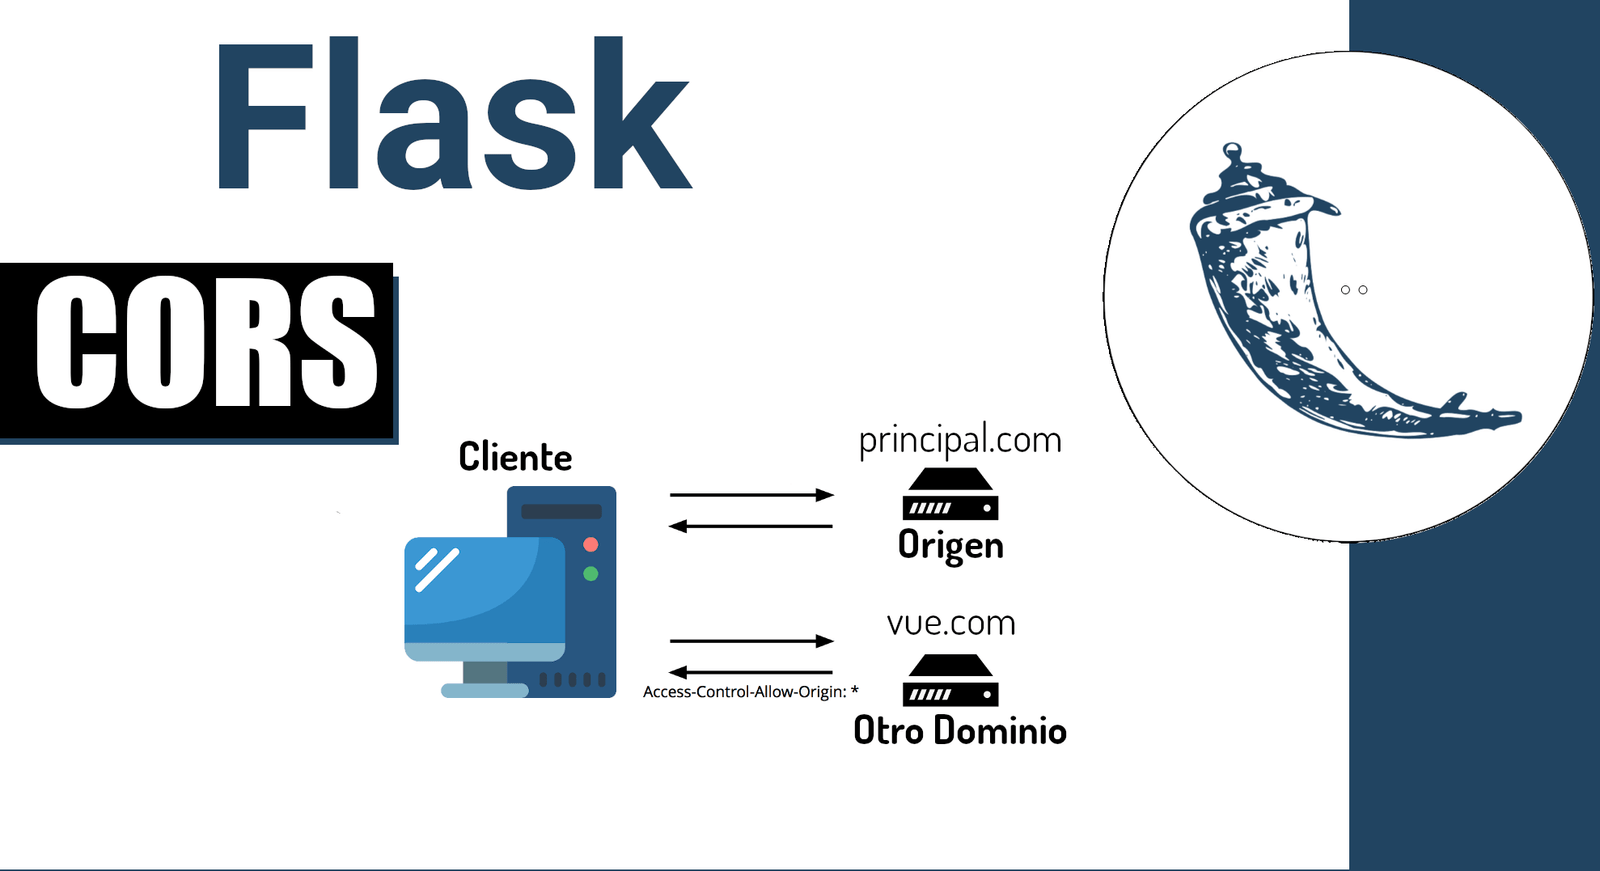 Flask
CORS
Cliente
principal.com
Origen
vue.com
Access-Control-Allow-Origin: *
Otro Dominio